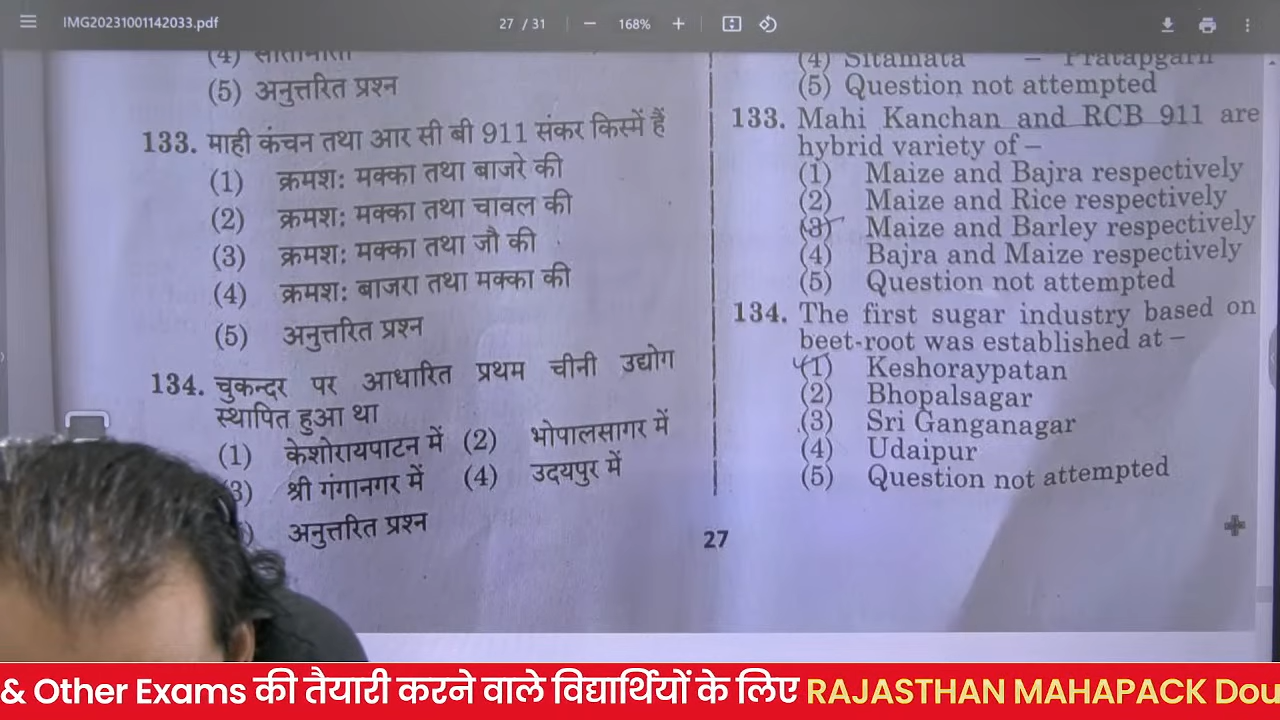 IMG20231001142033.pdf
27 / 31
168%
(4) सीतामाता
(5) अनुत्तरित प्रश्न
133. माही कंचन तथा आर सी बी 911 संकर किस्में हैं
(1) क्रमश: मक्का तथा बाजरे की
(2) क्रमश: मक्का तथा चावल की
(3) क्रमश: मक्का तथा जौ की
(4) क्रमश: बाजरा तथा मक्का की
(5) अनुत्तरित प्रश्न
134. चुकन्दर पर आधारित प्रथम चीनी उद्योग
स्थापित हुआ था
(1) केशोरायपाटन में (2) भोपालसागर में
3) श्री गंगानगर में (4) उदयपुर में
) अनुत्तरित प्रश्न
(4) Sitamata – Pratapgarh
(5) Question not attempted
133. Mahi Kanchan and RCB 911 are
hybrid variety of –
(1) Maize and Bajra respectively
(2) Maize and Rice respectively
(3) Maize and Barley respectively
(4) Bajra and Maize respectively
(5) Question not attempted
134. The first sugar industry based on
beet-root was established at –
(1) Keshoraypatan
(2) Bhopalsagar
(3) Sri Ganganagar
(4) Udaipur
(5) Question not attempted
27
& Other Exams की तैयारी करने वाले विद्यार्थियों के लिए RAJASTHAN MAHAPACK Dou